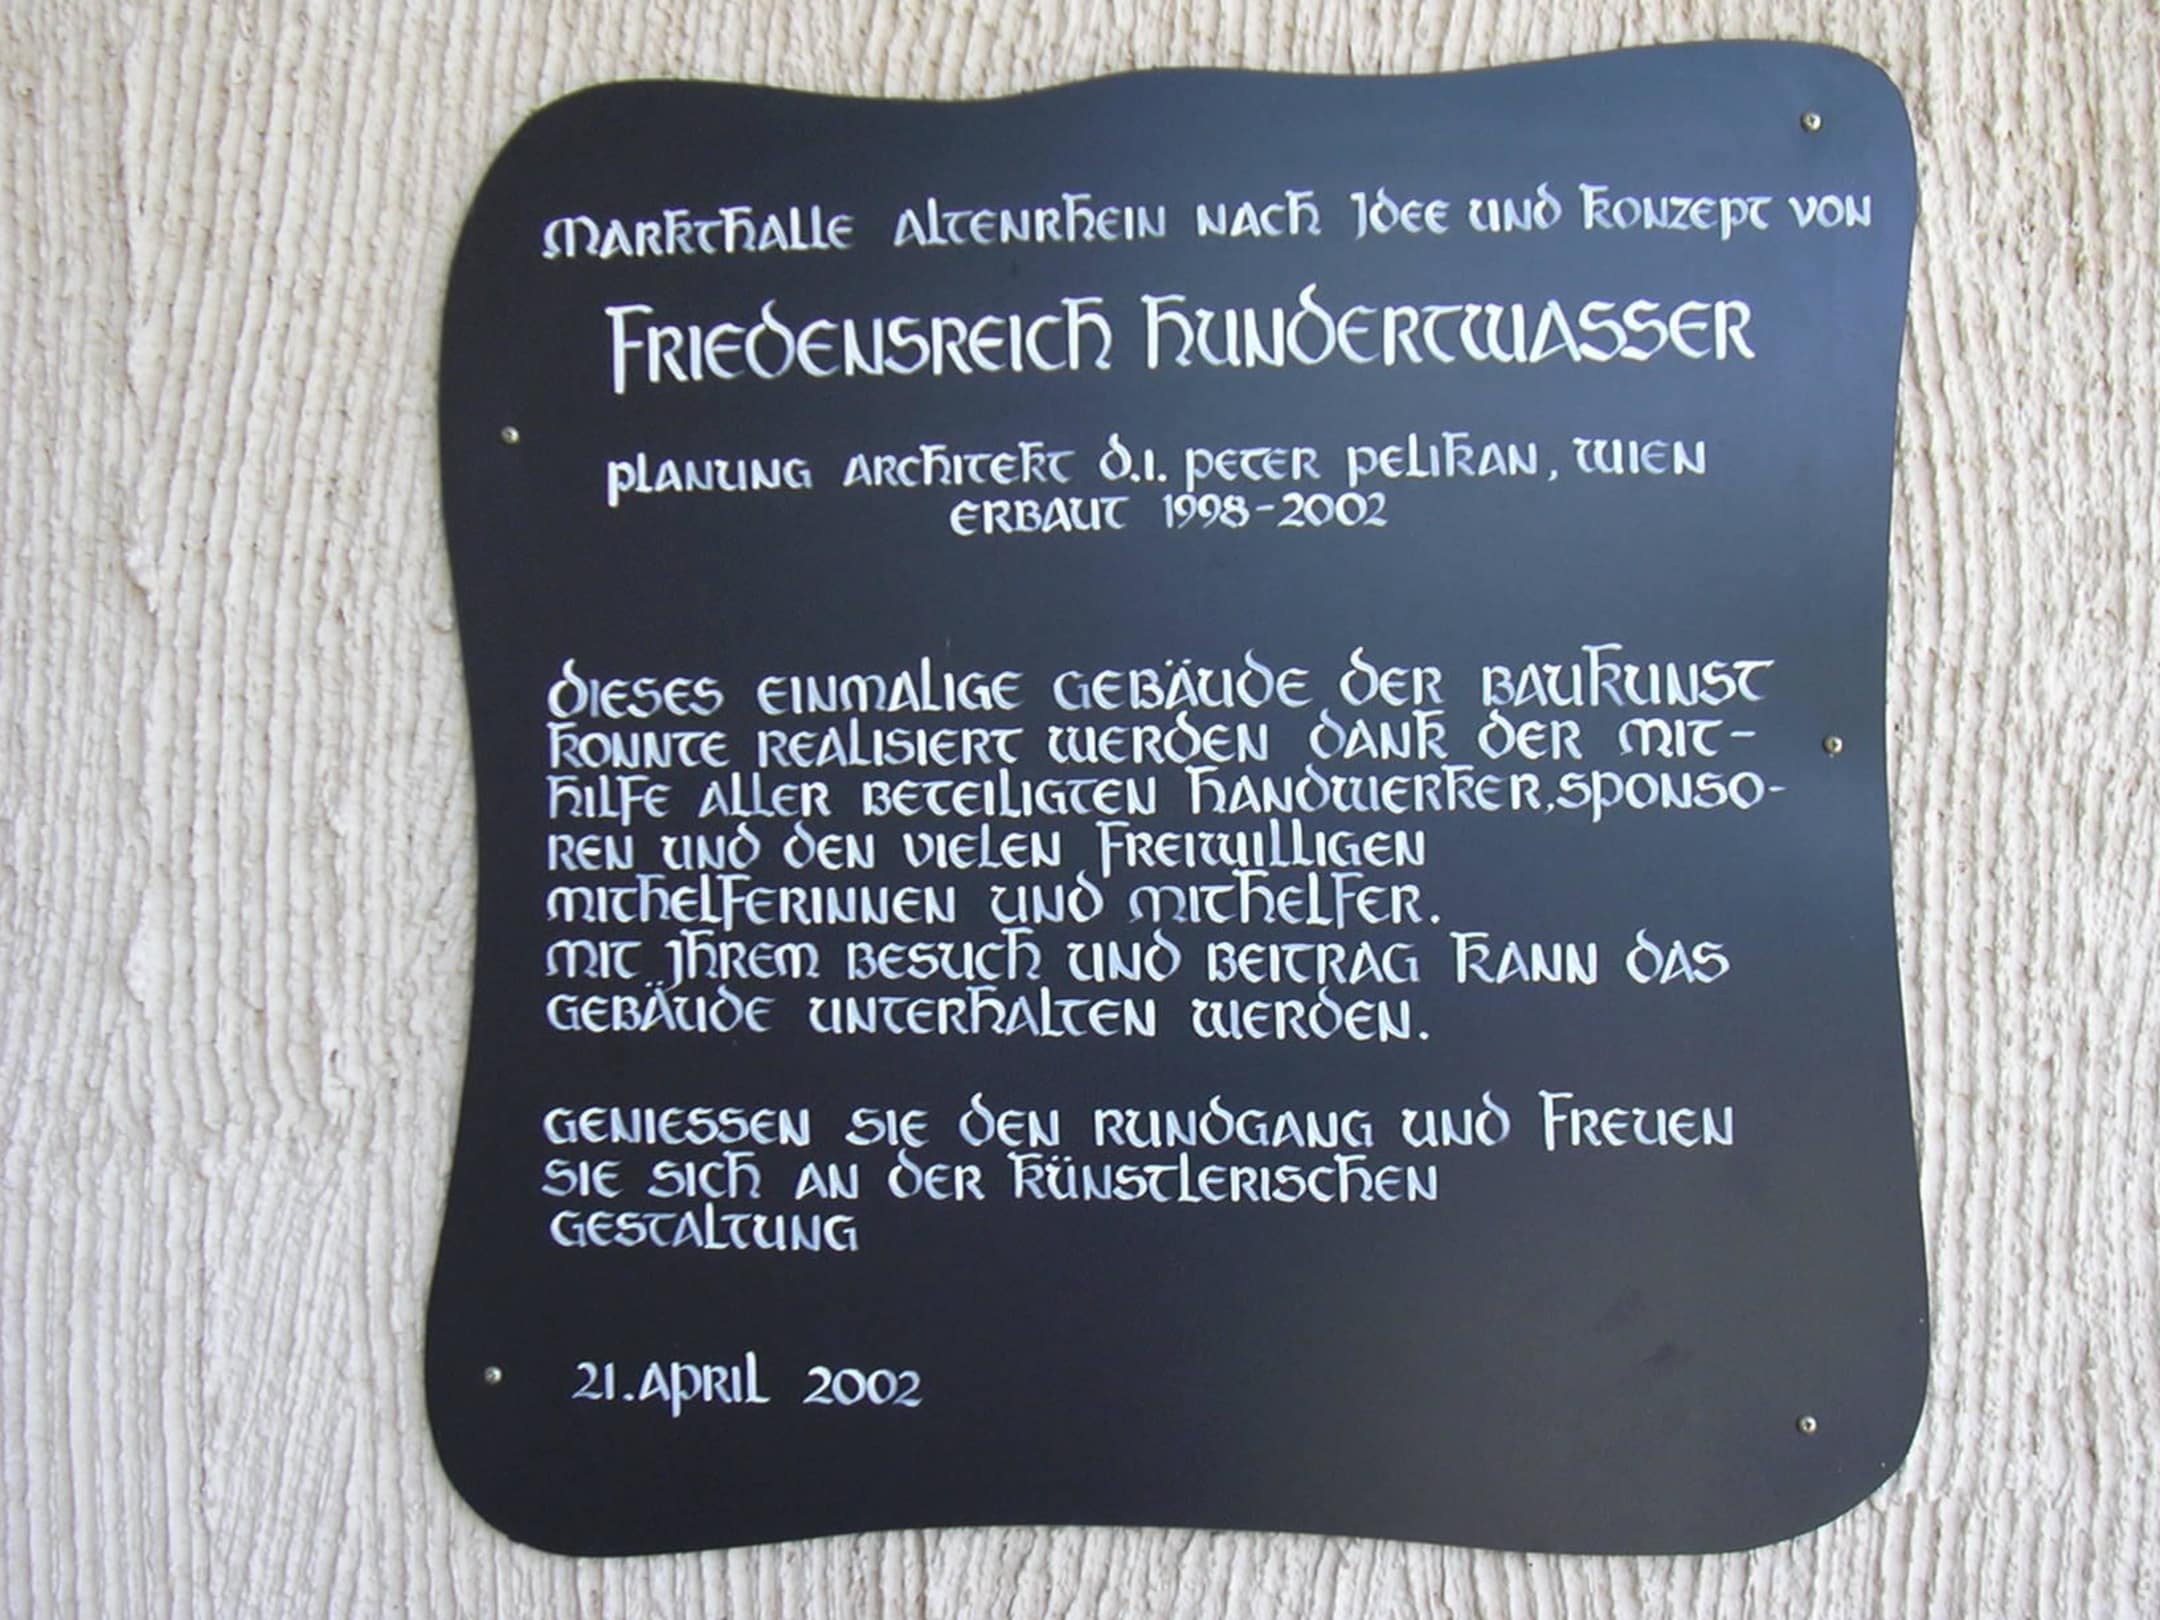 Markthalle Altenrhein nach Idee und Konzept von
Friedensreich Hundertwasser
Planung Architekt D.I. Peter Pelikan, Wien
erbaut 1998-2002
Dieses einmalige Gebäude der Baukunst
konnte realisiert werden dank der Mit-
hilfe aller beteiligten Handwerker, Sponso-
ren und den vielen freiwilligen
Mithelferinnen und Mithelfer.
Mit Ihrem Besuch und Beitrag kann das
Gebäude unterhalten werden.
Geniessen Sie den Rundgang und freuen
Sie sich an der künstlerischen
Gestaltung
21. April 2002